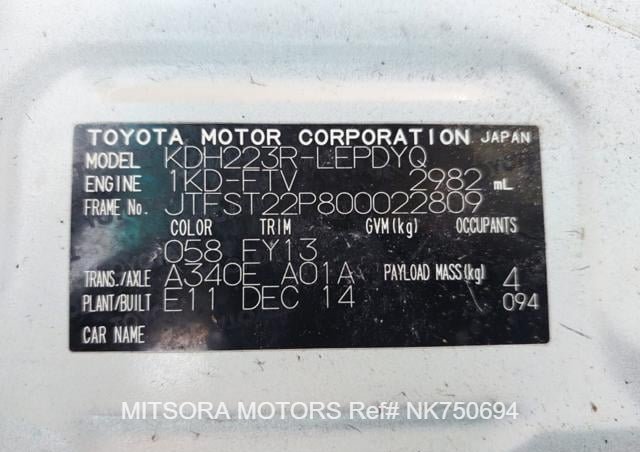 TOYOTA MOTOR CORPORATION JAPAN
MODEL KDH223R-LEPDYQ
ENGINE 1KD-FTV 2982 mL
FRAME No. JTFST22P800022809
COLOR TRIM GVM(kg) OCCUPANTS
058 FY13
TRANS./AXLE A340E A01A PAYLOAD MASS(kg) 4
PLANT/BUILT E11 DEC 14 094
CAR NAME
MITSORA MOTORS Ref# NK750694